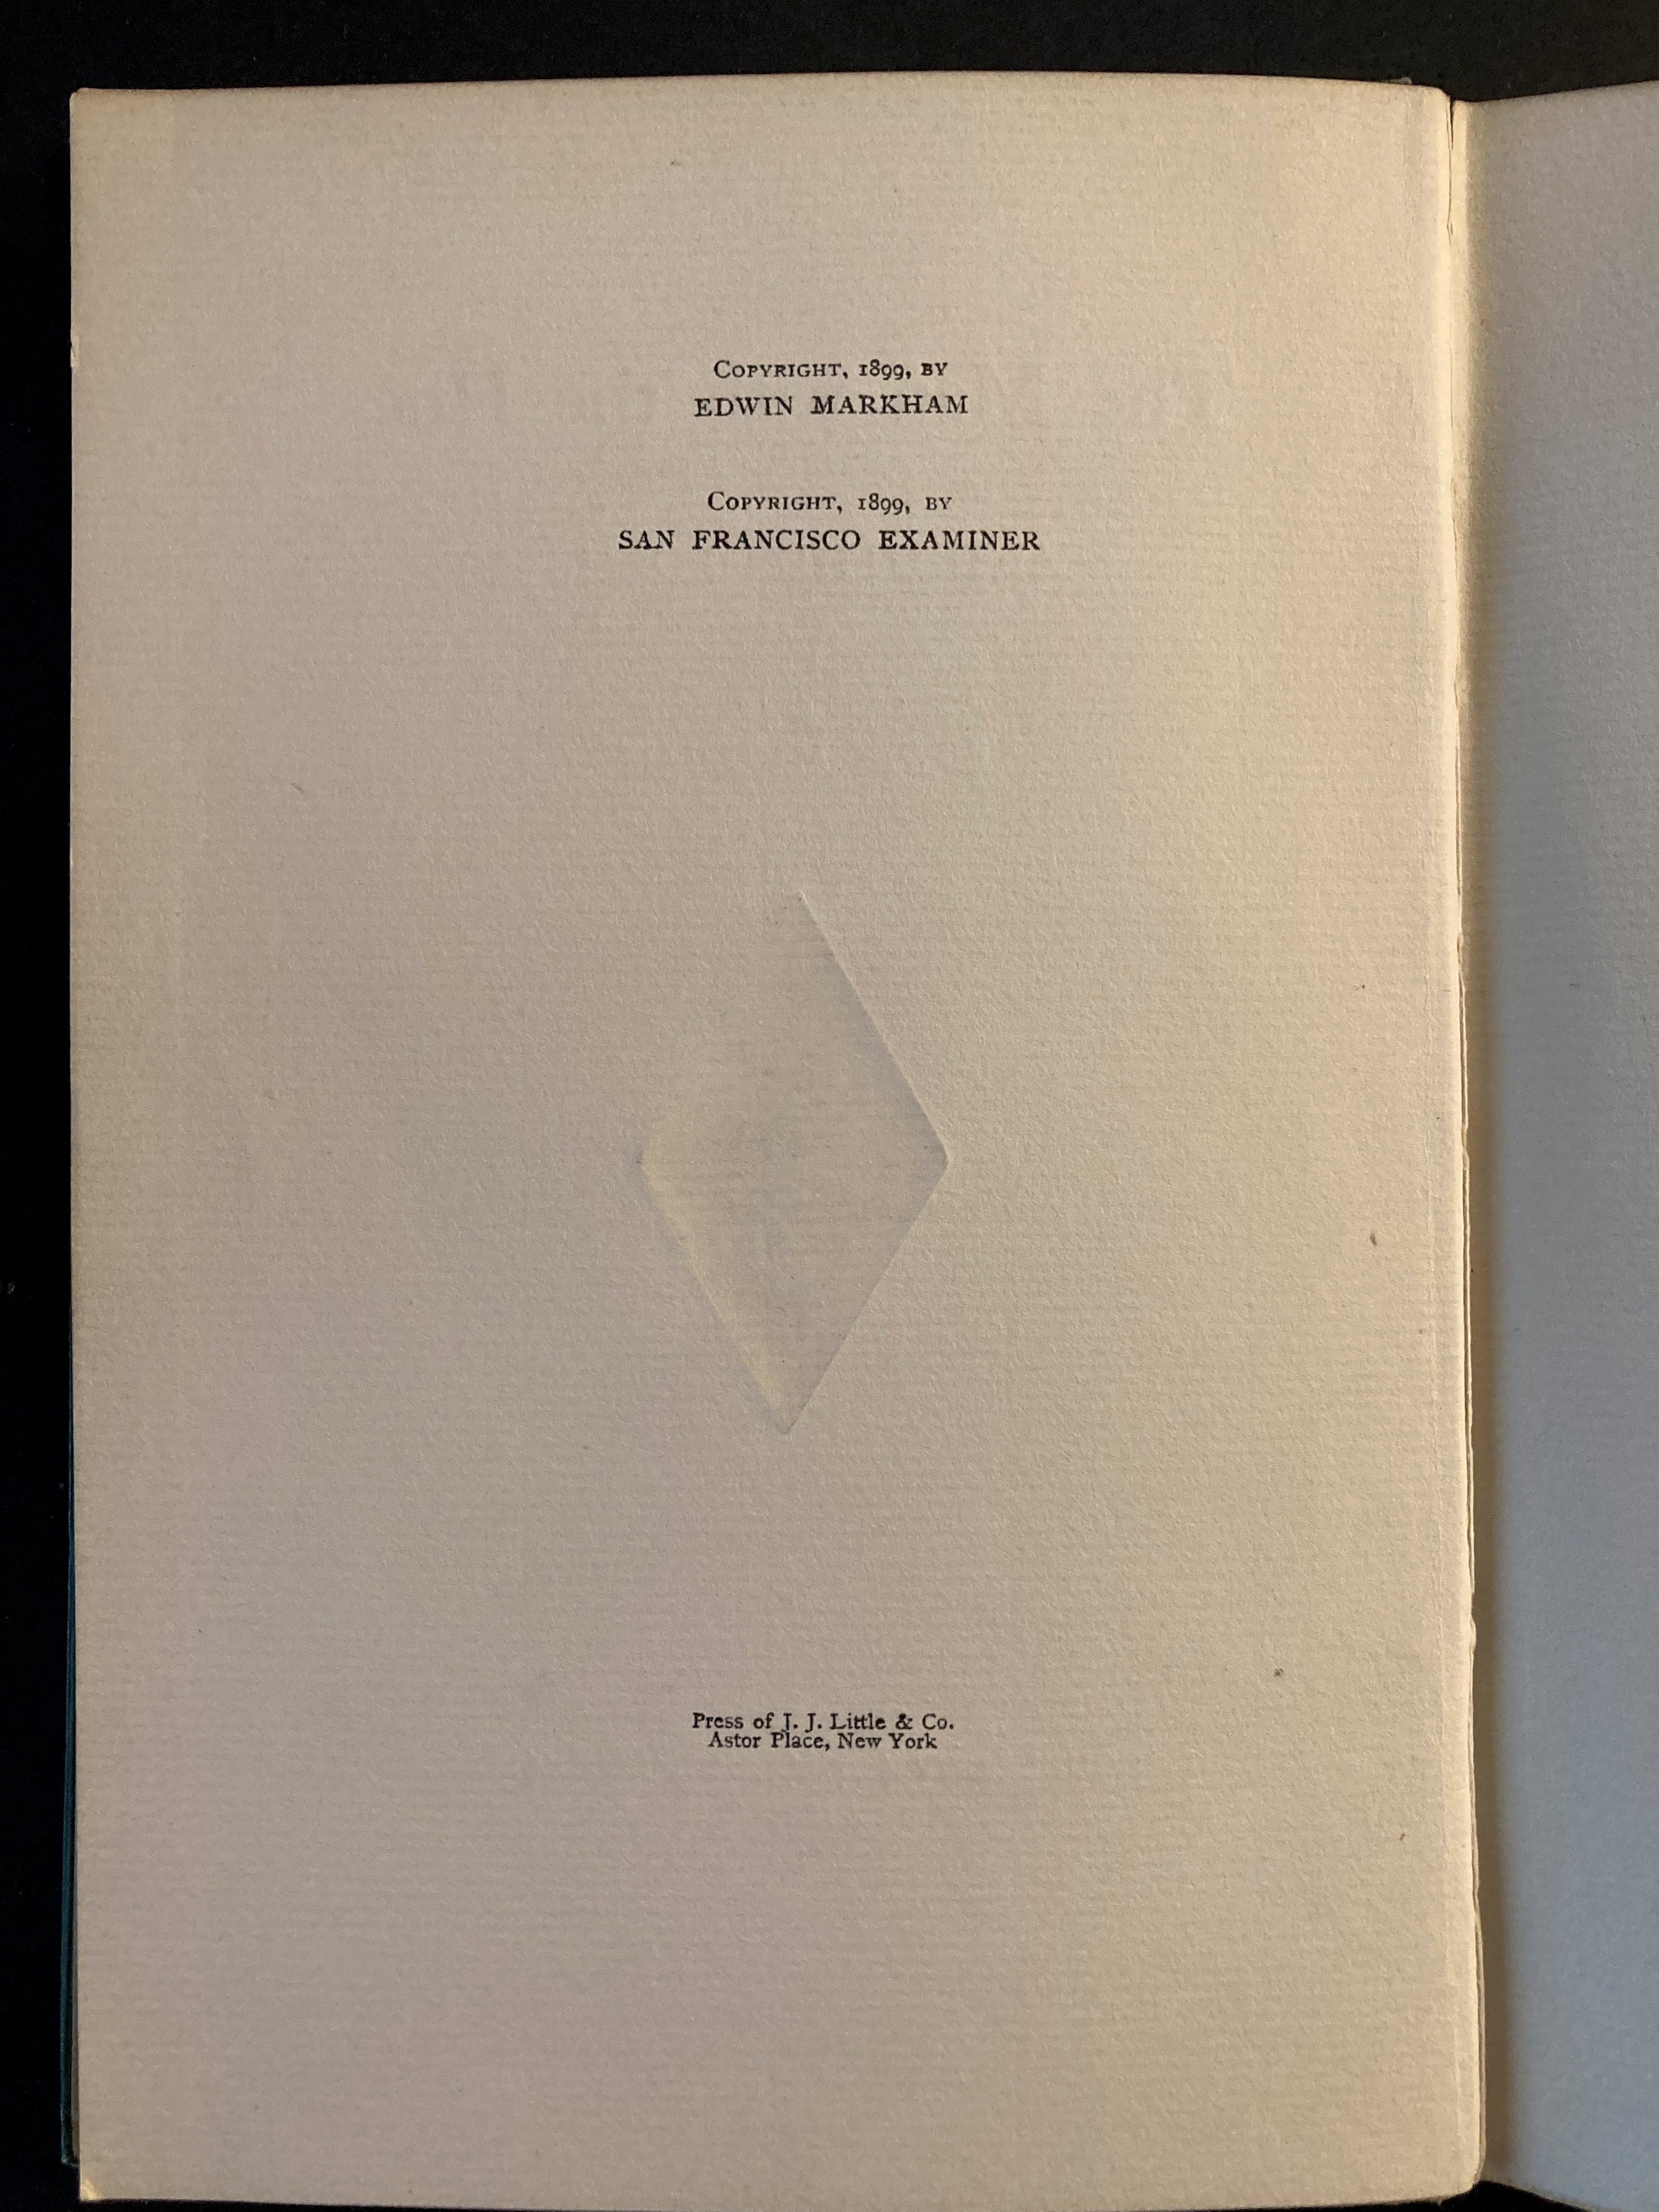 Copyright, 1899, by
EDWIN MARKHAM
Copyright, 1899, by
SAN FRANCISCO EXAMINER
Press of J. J. Little & Co.
Astor Place, New York